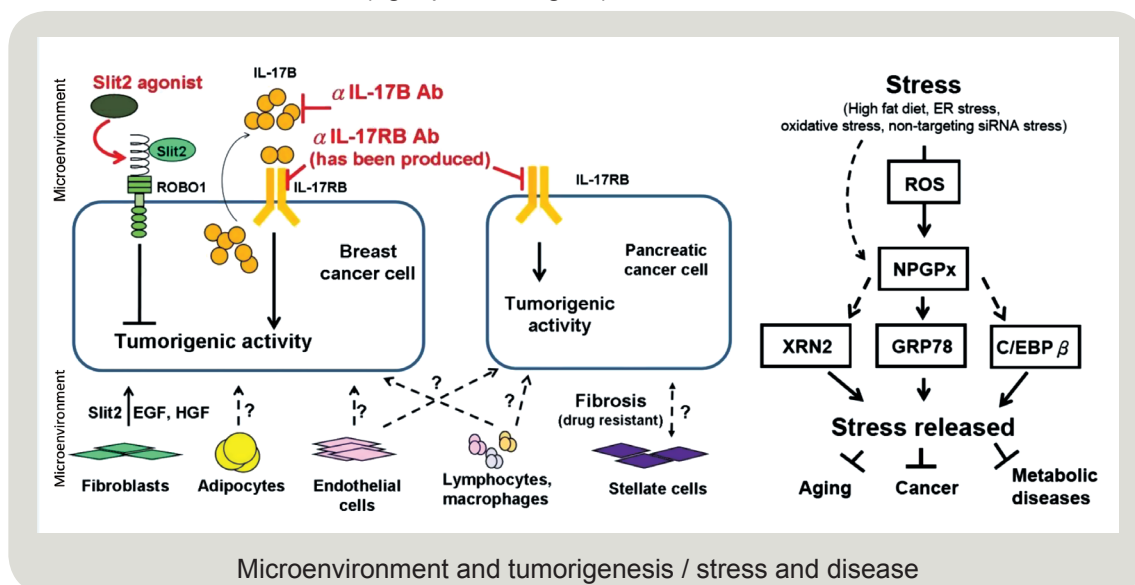 Microenvironment
Slit2 agonist
Slit2
ROBO1
IL-17B
α IL-17B Ab
α IL-17RB Ab
(has been produced)
IL-17RB
Breast
cancer cell
Tumorigenic activity
IL-17RB
Pancreatic
cancer cell
Tumorigenic
activity
Microenvironment
Slit2 EGF, HGF
?
?
?
?
Fibrosis
(drug resistant)
?
Fibroblasts
Adipocytes
Endothelial
cells
Lymphocytes,
macrophages
Stellate cells
Stress
(High fat diet, ER stress,
oxidative stress, non-targeting siRNA stress)
ROS
NPGPx
XRN2
GRP78
C/EBP β
Stress released
Aging
Cancer
Metabolic
diseases
Microenvironment and tumorigenesis / stress and disease